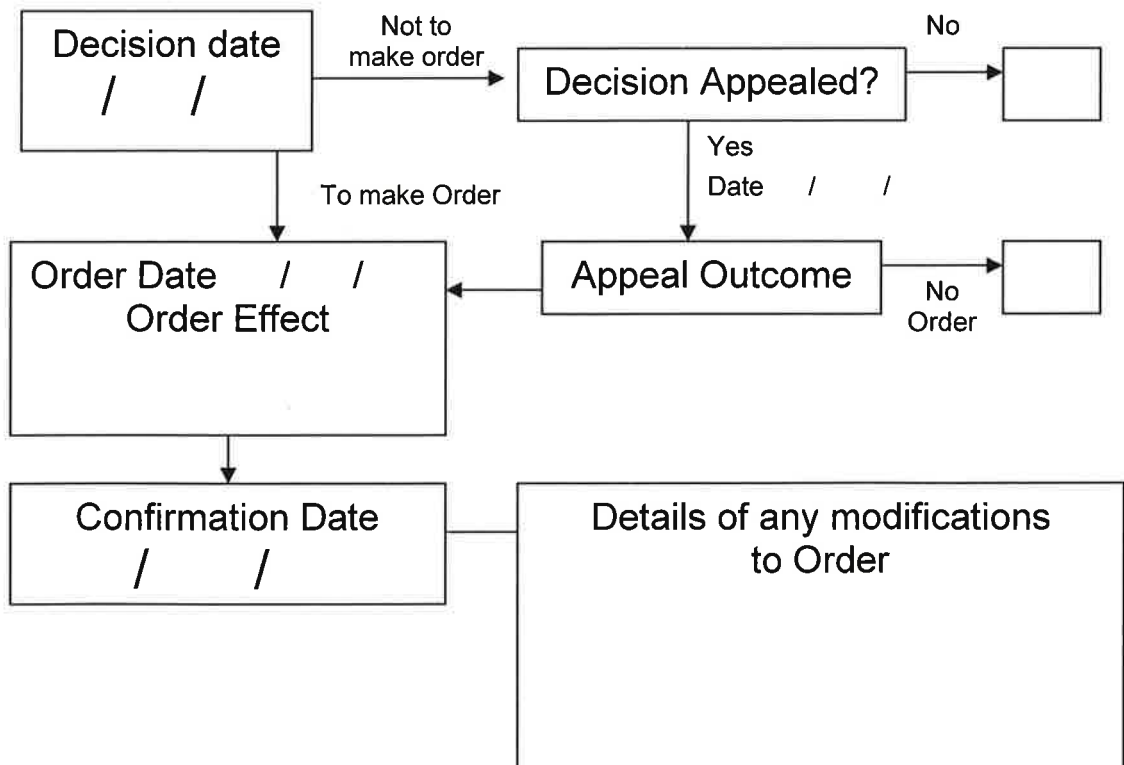 Decision date
/ /
Not to
make order
Decision Appealed?
No
Yes
Date / /
To make Order
Order Date / /
Order Effect
Appeal Outcome
No
Order
Confirmation Date
/ /
Details of any modifications
to Order